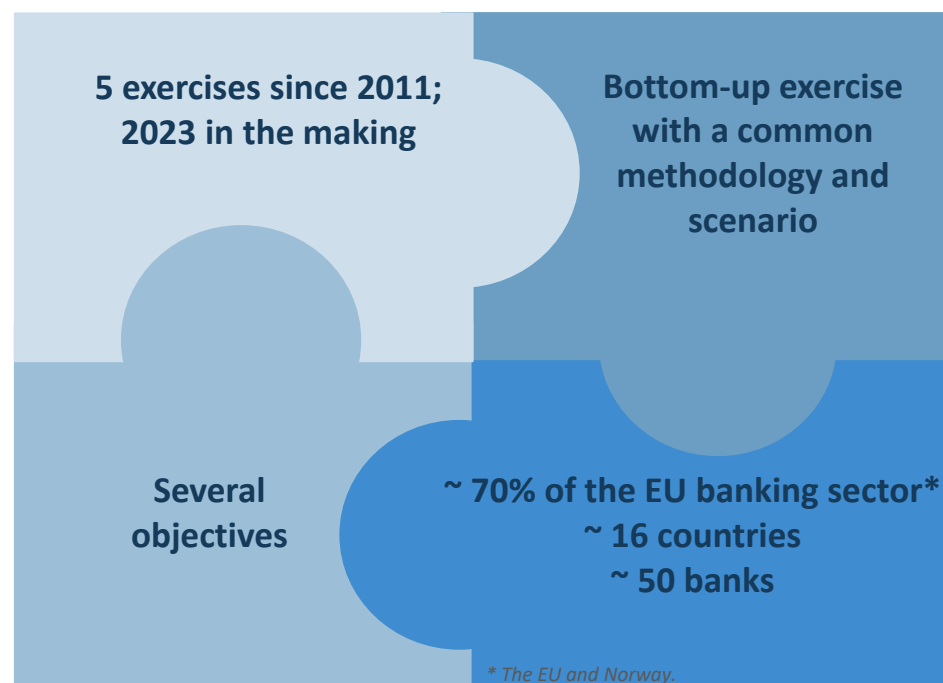 5 exercises since 2011;
2023 in the making
Bottom-up exercise
with a common
methodology and
scenario
Several
objectives
~ 70% of the EU banking sector*
~ 16 countries
~ 50 banks
* The EU and Norway.